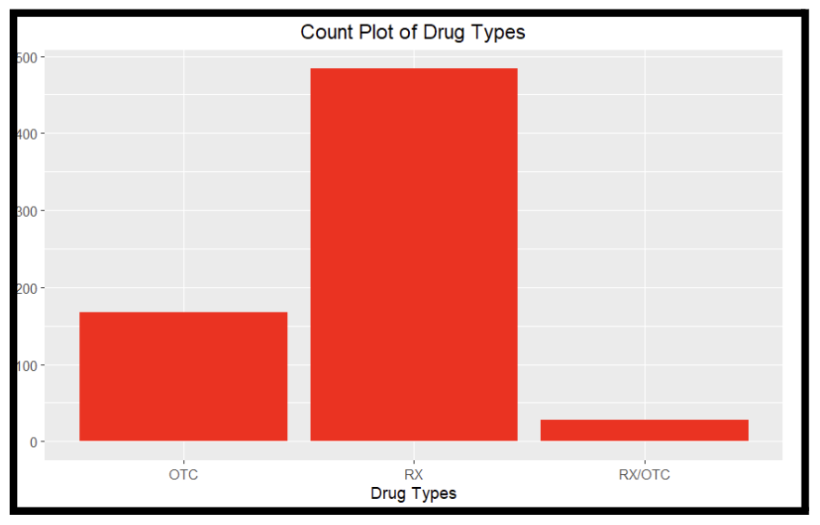 Count Plot of Drug Types
500
400
300
200
100
0
OTC RX RX/OTC
Drug Types